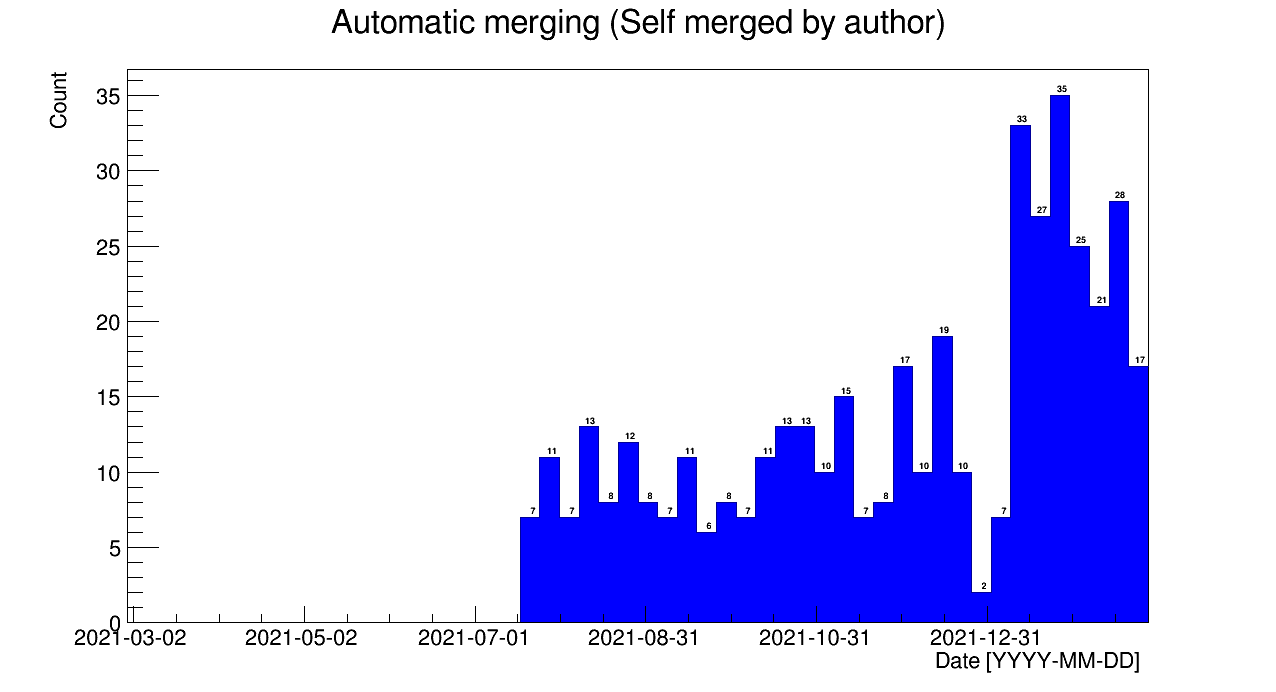 Automatic merging (Self merged by author)
Count
35
30
25
20
15
10
5
0
7 11 7 13 8 12 8 7 11 6 8 7 11 13 13 10 15 7 8 17 10 19 10 2 7 33 27 35 25 21 28 17
2021-03-02 2021-05-02 2021-07-01 2021-08-31 2021-10-31 2021-12-31
Date [YYYY-MM-DD]